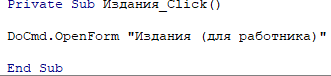 Private Sub Издания_Click()
DoCmd.OpenForm "Издания (для работника)"
End Sub